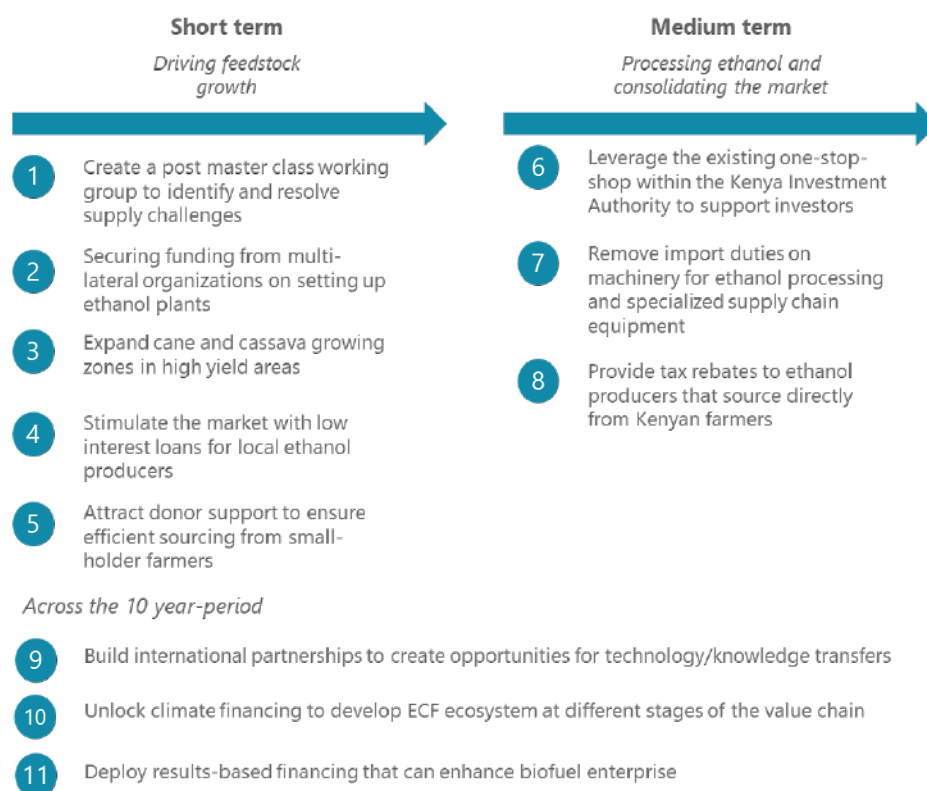 Short term
Driving feedstock
growth
1
Create a post master class working
group to identify and resolve
supply challenges
2
Securing funding from multi-
lateral organizations on setting up
ethanol plants
3
Expand cane and cassava growing
zones in high yield areas
4
Stimulate the market with low
interest loans for local ethanol
producers
5
Attract donor support to ensure
efficient sourcing from small-
holder farmers
Medium term
Processing ethanol and
consolidating the market
6
Leverage the existing one-stop-
shop within the Kenya Investment
Authority to support investors
7
Remove import duties on
machinery for ethanol processing
and specialized supply chain
equipment
8
Provide tax rebates to ethanol
producers that source directly
from Kenyan farmers
Across the 10 year-period
9
Build international partnerships to create opportunities for technology/knowledge transfers
10
Unlock climate financing to develop ECF ecosystem at different stages of the value chain
11
Deploy results-based financing that can enhance biofuel enterprise